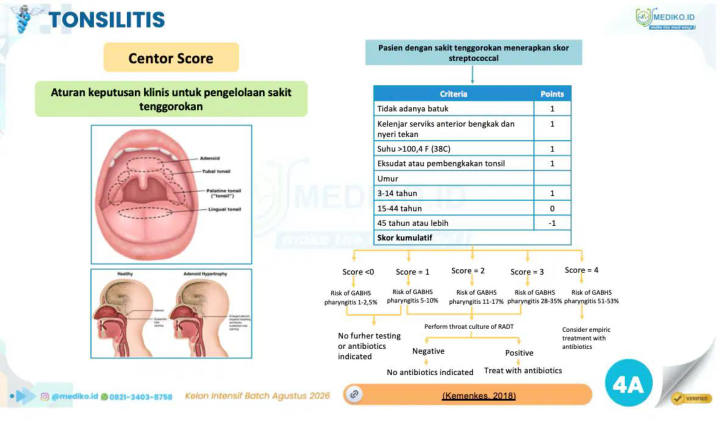 TONSILITIS
MEDIKO.ID
Centor Score
Aturan keputusan klinis untuk pengelolaan sakit
tenggorokan
Adenoid
Tubal tonsil
Palatine tonsil
("tonsil")
Lingual tonsil
Healthy
Adenoid Hypertrophy
Pasien dengan sakit tenggorokan menerapkan skor
streptococcal
Criteria Points
Tidak adanya batuk 1
Kelenjar serviks anterior bengkak dan 1
nyeri tekan
Suhu >100,4 F (38C) 1
Eksudat atau pembengkakan tonsil 1
Umur
3-14 tahun 1
15-44 tahun 0
45 tahun atau lebih -1
Skor kumulatif
MEDIKO.ID
Score <0 Score = 1 Score = 2 Score = 3 Score = 4
Risk of GABHS Risk of GABHS Risk of GABHS Risk of GABHS Risk of GABHS
pharyngitis 1-2,5% pharyngitis 5-10% pharyngitis 11-17% pharyngitis 28-35% pharyngitis 51-53%
No furher testing
or antibiotics
indicated
Perform throat culture of RADT
Negative Positive
No antibiotics indicated Treat with antibiotics
Consider empiric
treatment with
antibiotics
@mediko.id 0821-3403-8758 Kelon Intensif Batch Agustus 2026
(Kemenkes, 2018)
4A
VERIFIED